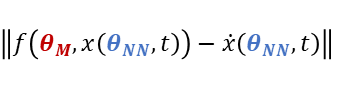 ‖f(θ_M, x(θ_NN, t)) − ẋ(θ_NN, t)‖